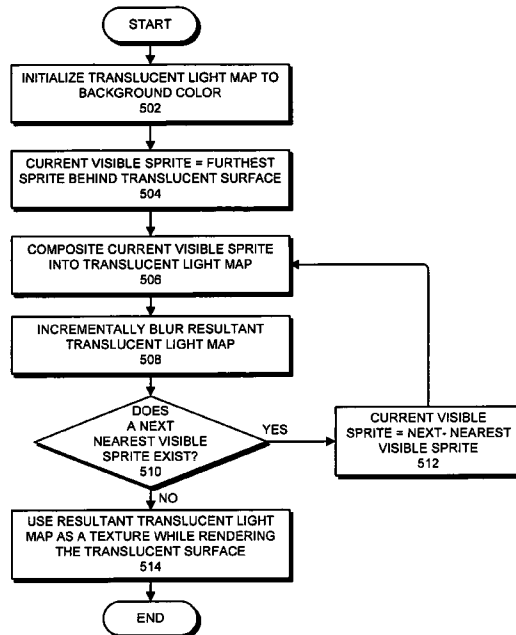 START
INITIALIZE TRANSLUCENT LIGHT MAP TO
BACKGROUND COLOR
502
CURRENT VISIBLE SPRITE = FURTHEST
SPRITE BEHIND TRANSLUCENT SURFACE
504
COMPOSITE CURRENT VISIBLE SPRITE
INTO TRANSLUCENT LIGHT MAP
506
INCREMENTALLY BLUR RESULTANT
TRANSLUCENT LIGHT MAP
508
DOES
A NEXT
NEAREST VISIBLE
SPRITE EXIST?
510
YES
CURRENT VISIBLE
SPRITE = NEXT- NEAREST
VISIBLE SPRITE
512
NO
USE RESULTANT TRANSLUCENT LIGHT
MAP AS A TEXTURE WHILE RENDERING
THE TRANSLUCENT SURFACE
514
END